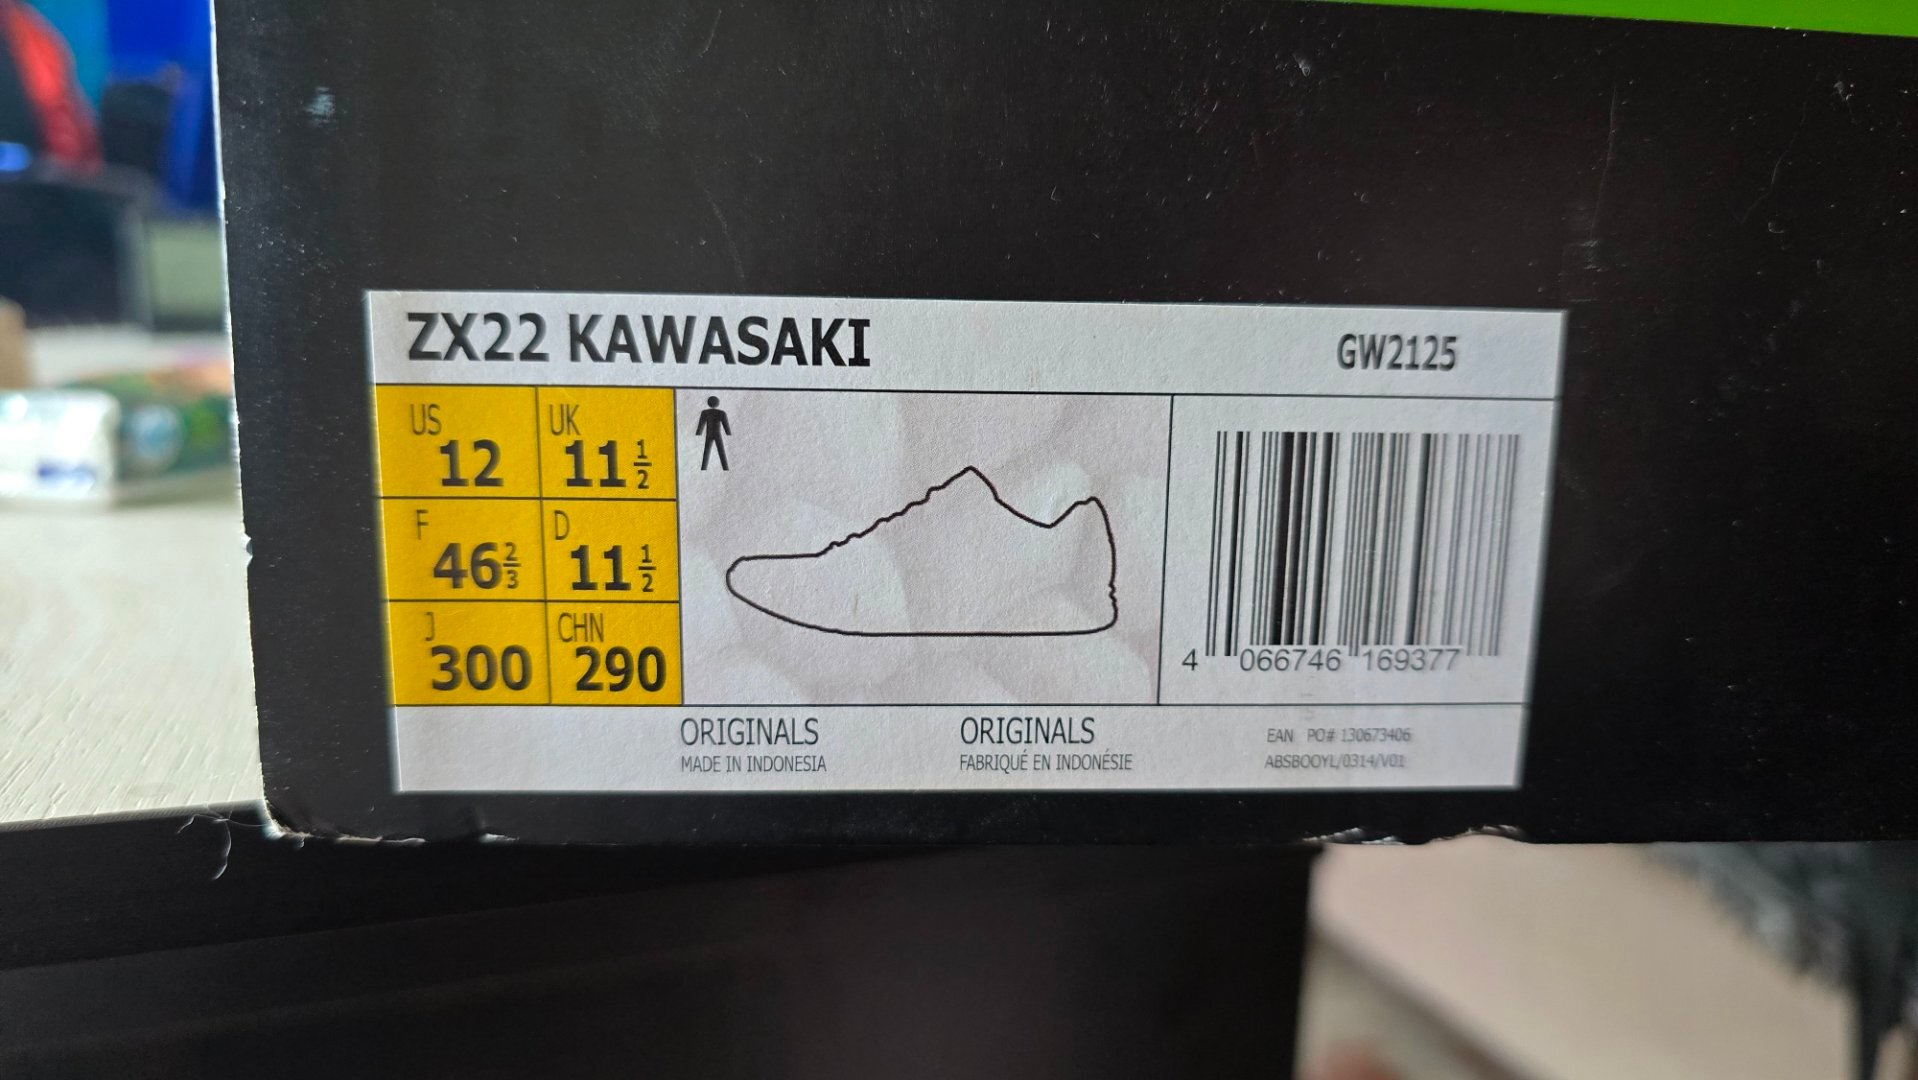 ZX22 KAWASAKI
GW2125
US
12
UK
11 1/2
F
46 2/3
D
11 1/2
J
300
CHN
290
4 066746 169377
ORIGINALS
MADE IN INDONESIA
ORIGINALS
FABRIQUÉ EN INDONÉSIE
EAN PO# 130673406
ABSBOOYL/0314/V01